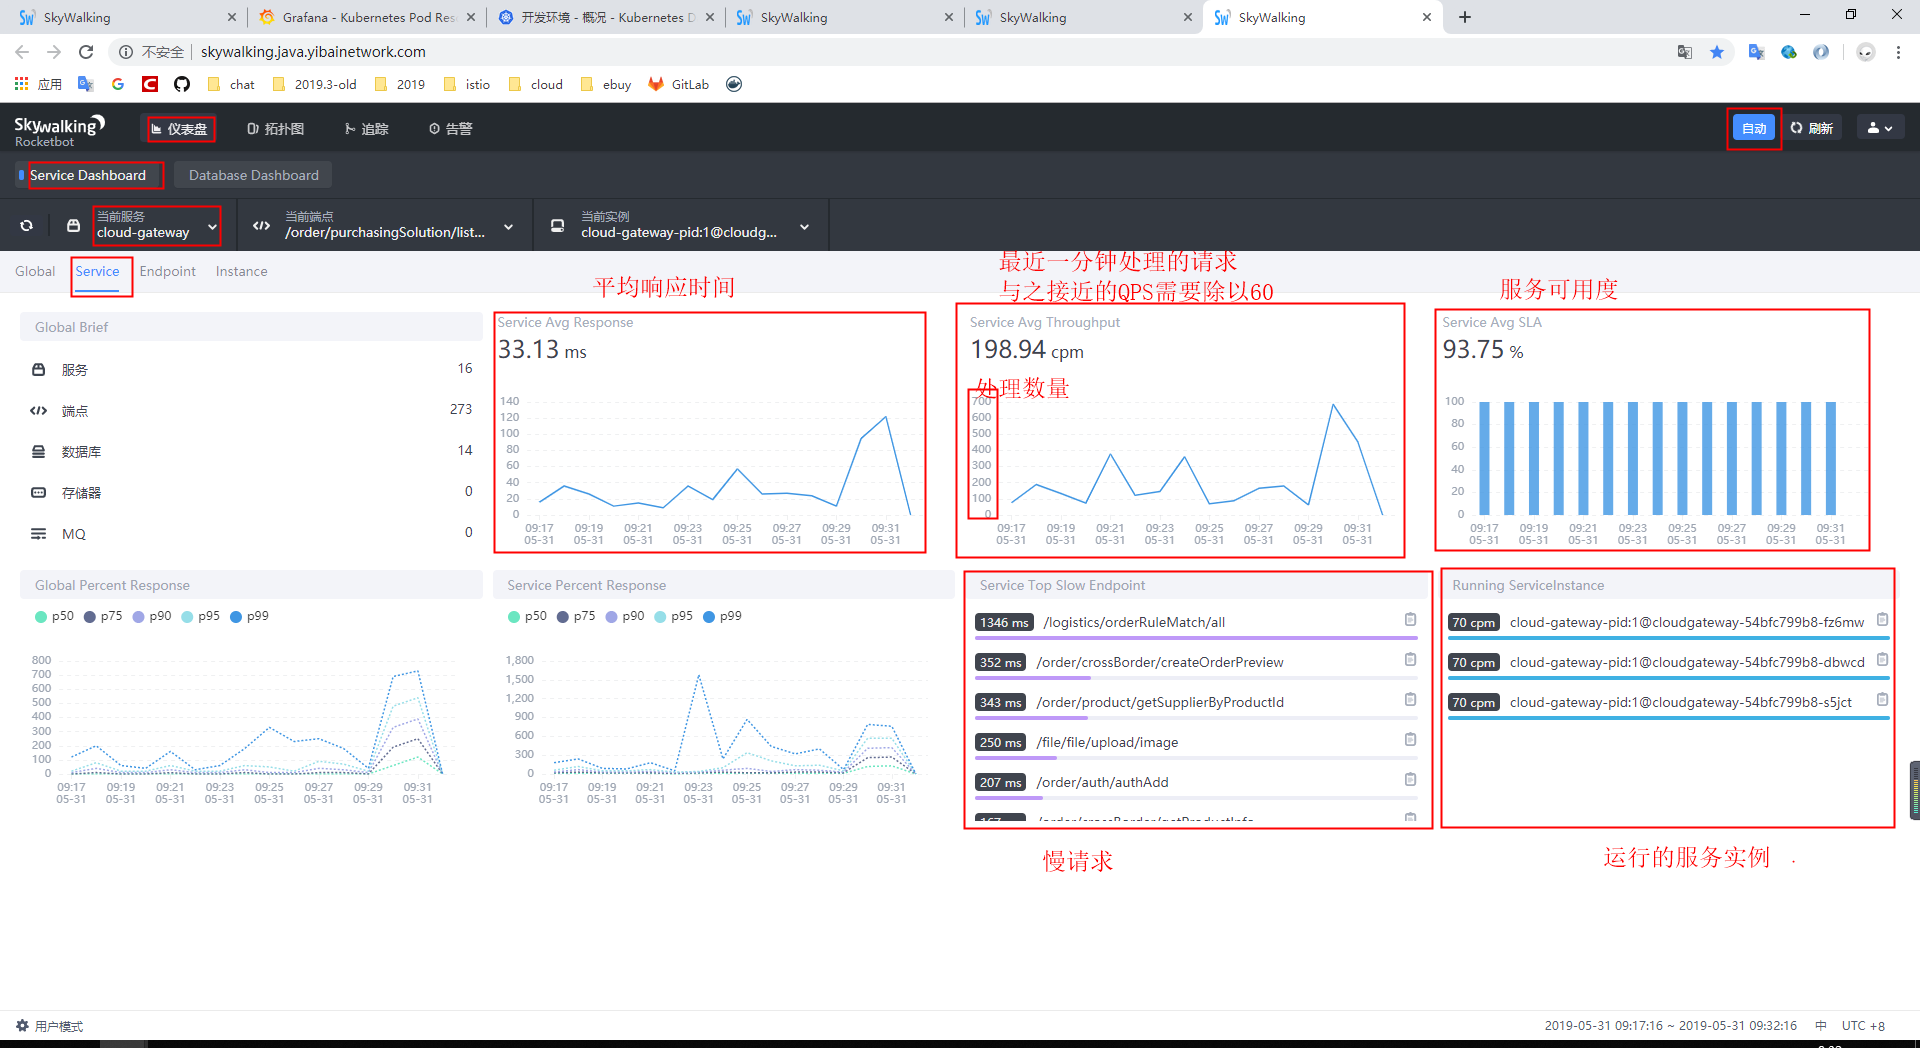 SkyWalking
Grafana - Kubernetes Pod Res
开发环境 - 概况 - Kubernetes D
SkyWalking
SkyWalking
SkyWalking
不安全
skywalking.java.yibainetwork.com
应用
chat
2019.3-old
2019
istio
cloud
ebuy
GitLab
Skywalking
Rocketbot
仪表盘
拓扑图
追踪
告警
自动
刷新
Service Dashboard
Database Dashboard
当前服务
cloud-gateway
当前端点
/order/purchasingSolution/list...
当前实例
cloud-gateway-pid:1@cloudg...
Global
Service
Endpoint
Instance
平均响应时间
最近一分钟处理的请求
与之接近的QPS需要除以60
服务可用度
Global Brief
服务 16
端点 273
数据库 14
存储器 0
MQ 0
Service Avg Response
33.13 ms
140
120
100
80
60
40
20
0
09:17 09:19 09:21 09:23 09:25 09:27 09:29 09:31
05-31 05-31 05-31 05-31 05-31 05-31 05-31 05-31
Service Avg Throughput
198.94 cpm
处理数量
700
600
500
400
300
200
100
0
09:17 09:19 09:21 09:23 09:25 09:27 09:29 09:31
05-31 05-31 05-31 05-31 05-31 05-31 05-31 05-31
Service Avg SLA
93.75 %
100
80
60
40
20
0
09:17 09:19 09:21 09:23 09:25 09:27 09:29 09:31
05-31 05-31 05-31 05-31 05-31 05-31 05-31 05-31
Global Percent Response
p50 p75 p90 p95 p99
800
700
600
500
400
300
200
100
0
09:17 09:19 09:21 09:23 09:25 09:27 09:29 09:31
05-31 05-31 05-31 05-31 05-31 05-31 05-31 05-31
Service Percent Response
p50 p75 p90 p95 p99
1,800
1,500
1,200
900
600
300
0
09:17 09:19 09:21 09:23 09:25 09:27 09:29 09:31
05-31 05-31 05-31 05-31 05-31 05-31 05-31 05-31
Service Top Slow Endpoint
1346 ms /logistics/orderRuleMatch/all
352 ms /order/crossBorder/createOrderPreview
343 ms /order/product/getSupplierByProductId
250 ms /file/file/upload/image
207 ms /order/auth/authAdd
Running ServiceInstance
70 cpm cloud-gateway-pid:1@cloudgateway-54bfc799b8-fz6mw
70 cpm cloud-gateway-pid:1@cloudgateway-54bfc799b8-dbwcd
70 cpm cloud-gateway-pid:1@cloudgateway-54bfc799b8-s5jct
慢请求
运行的服务实例
用户模式
2019-05-31 09:17:16 ~ 2019-05-31 09:32:16
中
UTC +8